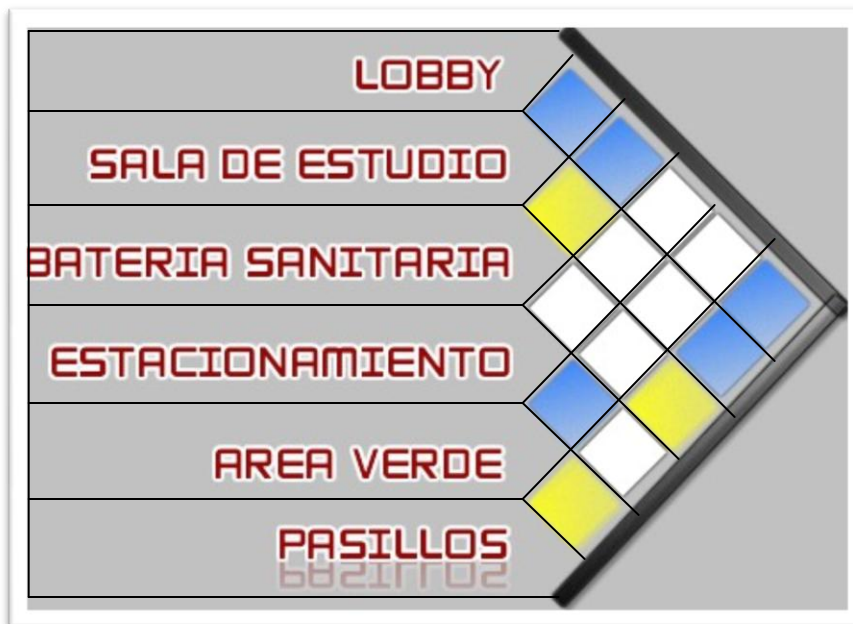 LOBBY
SALA DE ESTUDIO
BATERIA SANITARIA
ESTACIONAMIENTO
AREA VERDE
PASILLOS